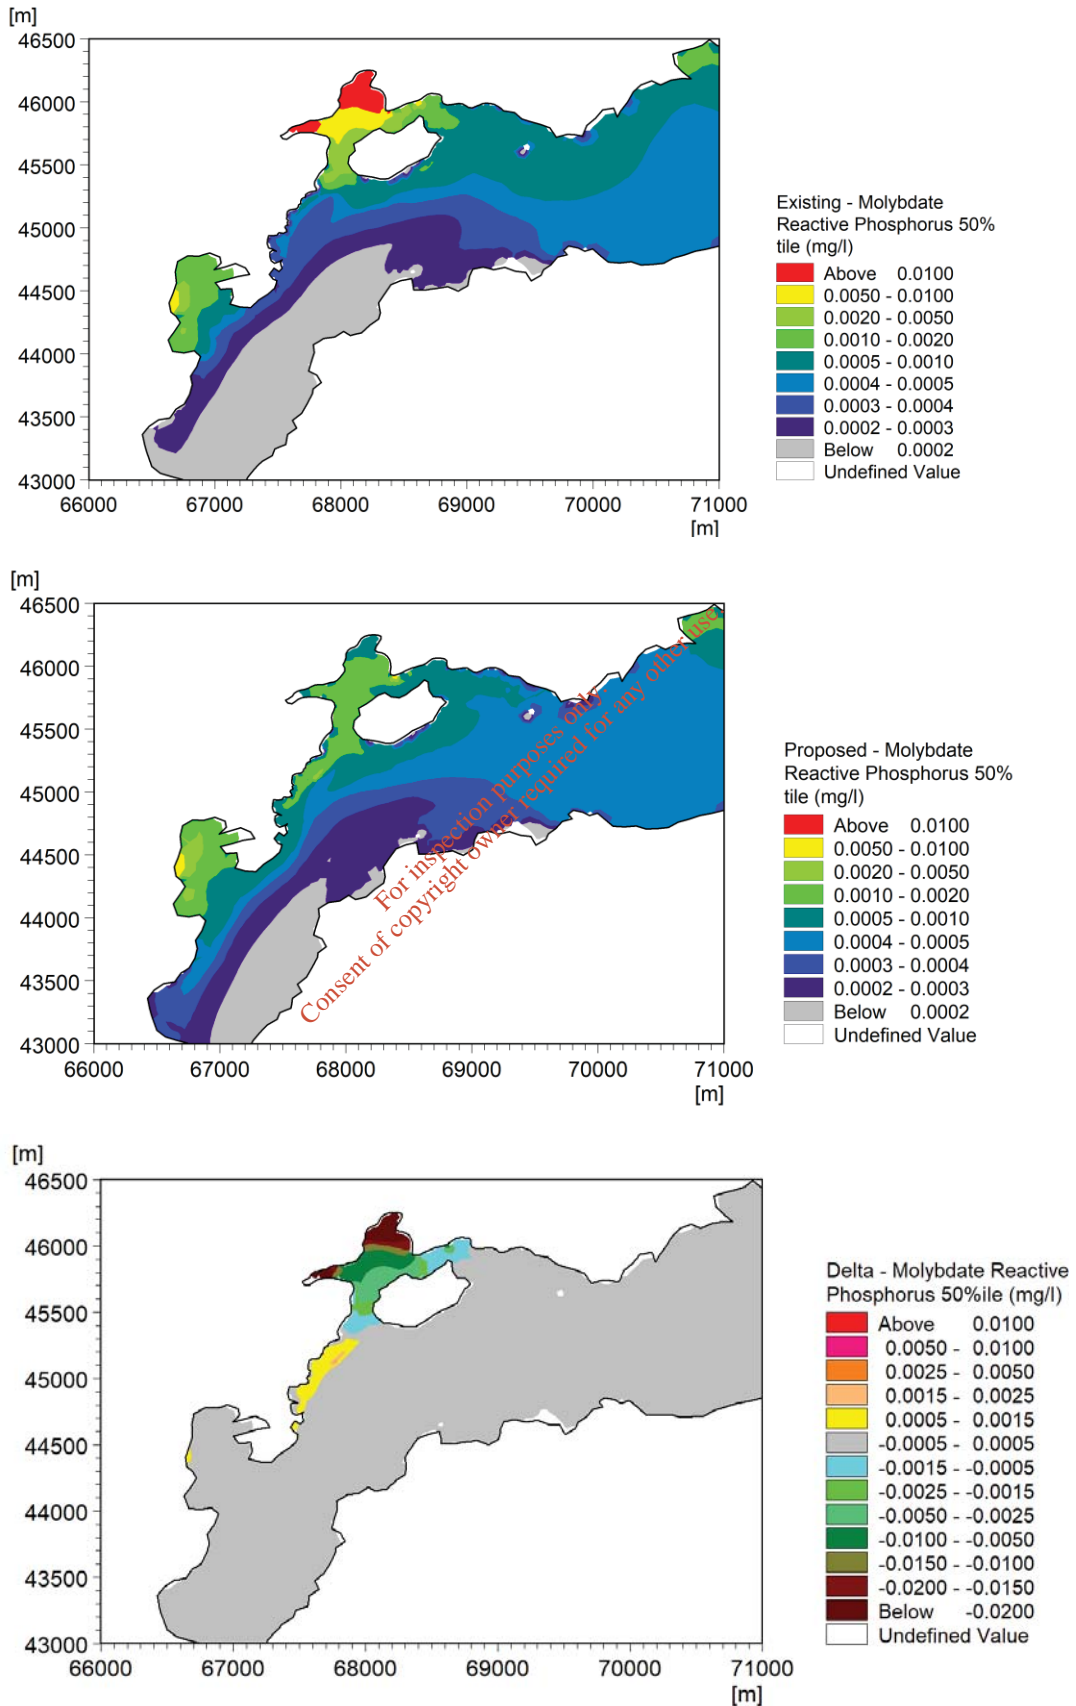 [m]
46500
46000
45500
45000
44500
44000
43500
43000
66000 67000 68000 69000 70000 71000
[m]
Existing - Molybdate
Reactive Phosphorus 50%
tile (mg/l)
Above 0.0100
0.0050 - 0.0100
0.0020 - 0.0050
0.0010 - 0.0020
0.0005 - 0.0010
0.0004 - 0.0005
0.0003 - 0.0004
0.0002 - 0.0003
Below 0.0002
Undefined Value
[m]
46500
46000
45500
45000
44500
44000
43500
43000
66000 67000 68000 69000 70000 71000
[m]
For inspection purposes only.
Consent of copyright owner required for any other use.
Proposed - Molybdate
Reactive Phosphorus 50%
tile (mg/l)
Above 0.0100
0.0050 - 0.0100
0.0020 - 0.0050
0.0010 - 0.0020
0.0005 - 0.0010
0.0004 - 0.0005
0.0003 - 0.0004
0.0002 - 0.0003
Below 0.0002
Undefined Value
[m]
46500
46000
45500
45000
44500
44000
43500
43000
66000 67000 68000 69000 70000 71000
[m]
Delta - Molybdate Reactive
Phosphorus 50%ile (mg/l)
Above 0.0100
0.0050 - 0.0100
0.0025 - 0.0050
0.0015 - 0.0025
0.0005 - 0.0015
-0.0005 - 0.0005
-0.0015 - -0.0005
-0.0025 - -0.0015
-0.0050 - -0.0025
-0.0100 - -0.0050
-0.0150 - -0.0100
-0.0200 - -0.0150
Below -0.0200
Undefined Value